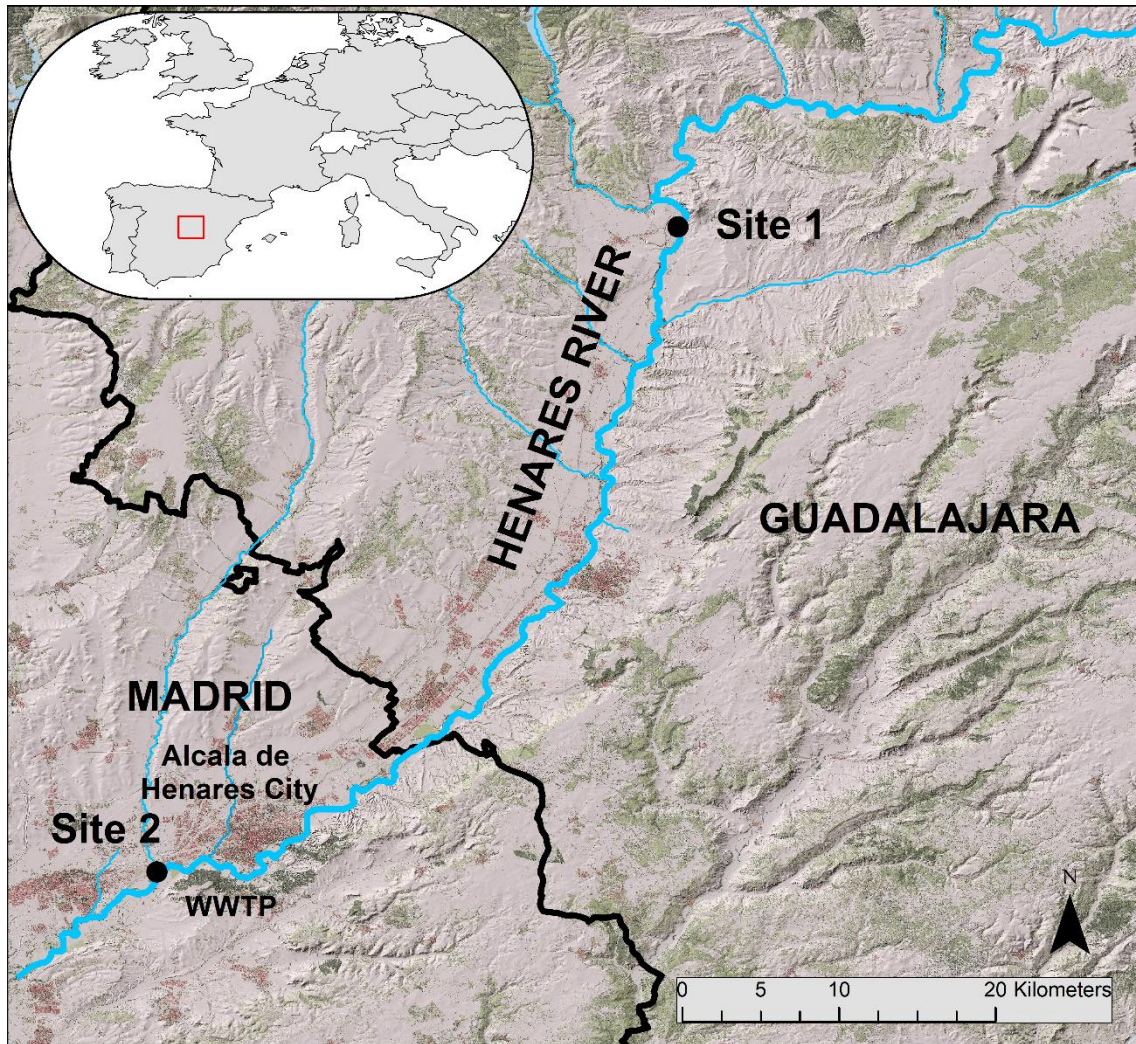 Site 1
HENARES RIVER
GUADALAJARA
MADRID
Alcala de
Henares City
Site 2
WWTP
N
0 5 10 20 Kilometers